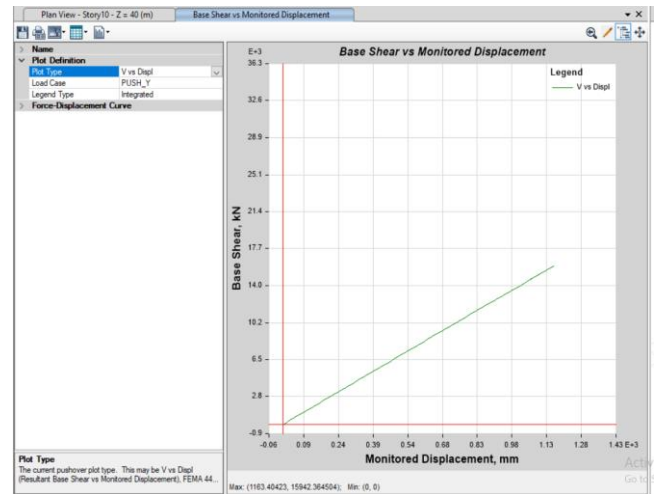 Plan View - Story10 - Z = 40 (m)
Base Shear vs Monitored Displacement
Name
Plot Definition
Plot Type V vs Displ
Load Case PUSH_Y
Legend Type Integrated
Force-Displacement Curve
Base Shear vs Monitored Displacement
E+3
36.3
32.6
28.9
25.1
21.4
17.7
14.0
10.2
6.5
2.8
-0.9
Base Shear, kN
Legend
V vs Displ
-0.06 0.09 0.24 0.39 0.54 0.68 0.83 0.98 1.13 1.28 1.43 E+3
Monitored Displacement, mm
Plot Type
The current pushover plot type. This may be V vs Displ
(Resultant Base Shear vs Monitored Displacement), FEMA 44...
Max: (1163.40423, 15942.364504); Min: (0, 0)
Activ
Go to S